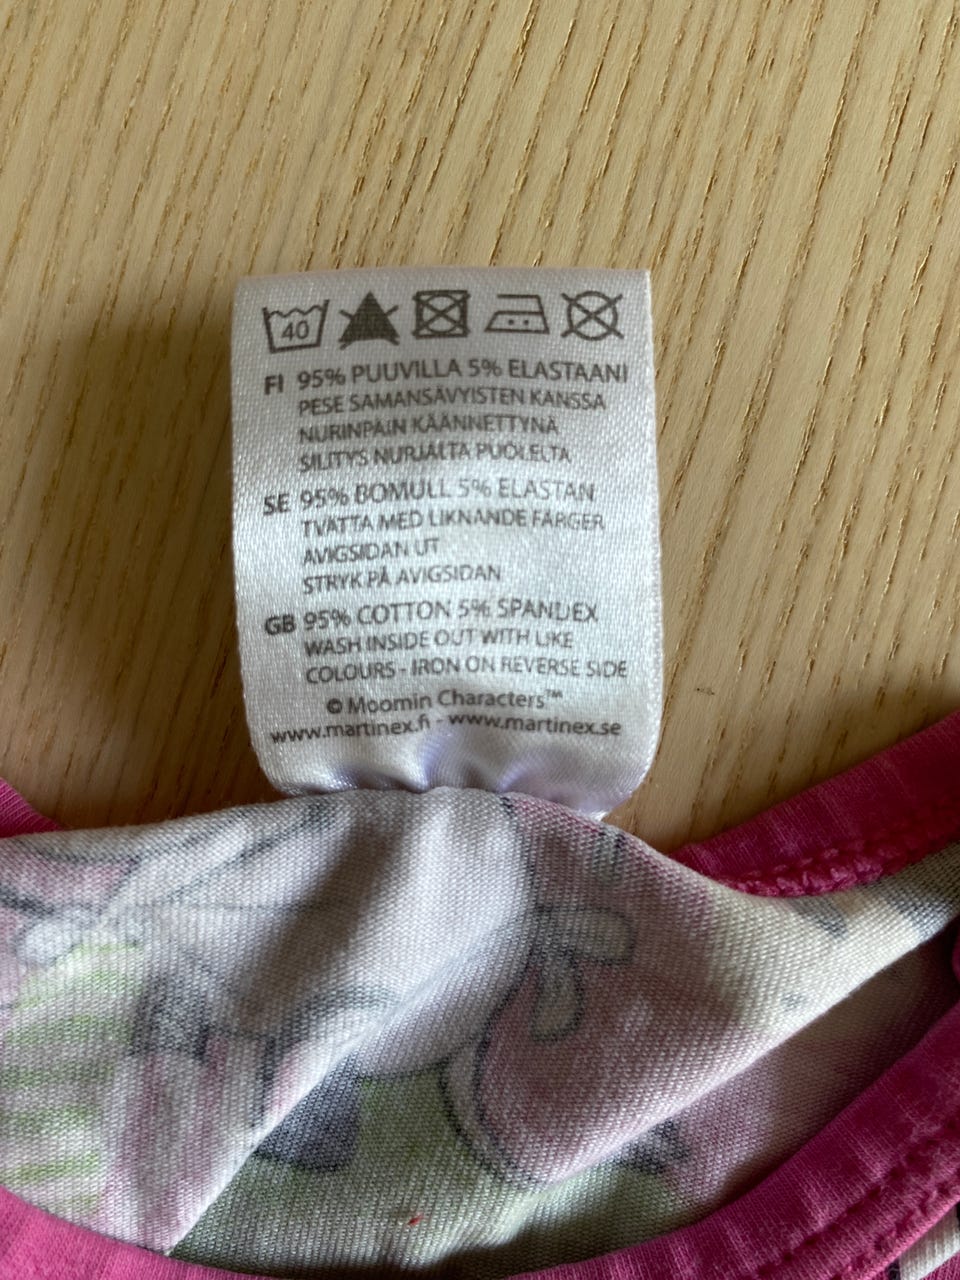 40
FI 95% PUUVILLA 5% ELASTAANI
PESE SAMANSÄVYISTEN KANSSA
NURINPÄIN KÄÄNNETTYNÄ
SILITYS NURJALTA PUOLELTA
SE 95% BOMULL 5% ELASTAN
TVÄTTA MED LIKNANDE FÄRGER
AVIGSIDAN UT
STRYK PÅ AVIGSIDAN
GB 95% COTTON 5% SPANDEX
WASH INSIDE OUT WITH LIKE
COLOURS - IRON ON REVERSE SIDE
© Moomin Characters™
www.martinex.fi - www.martinex.se